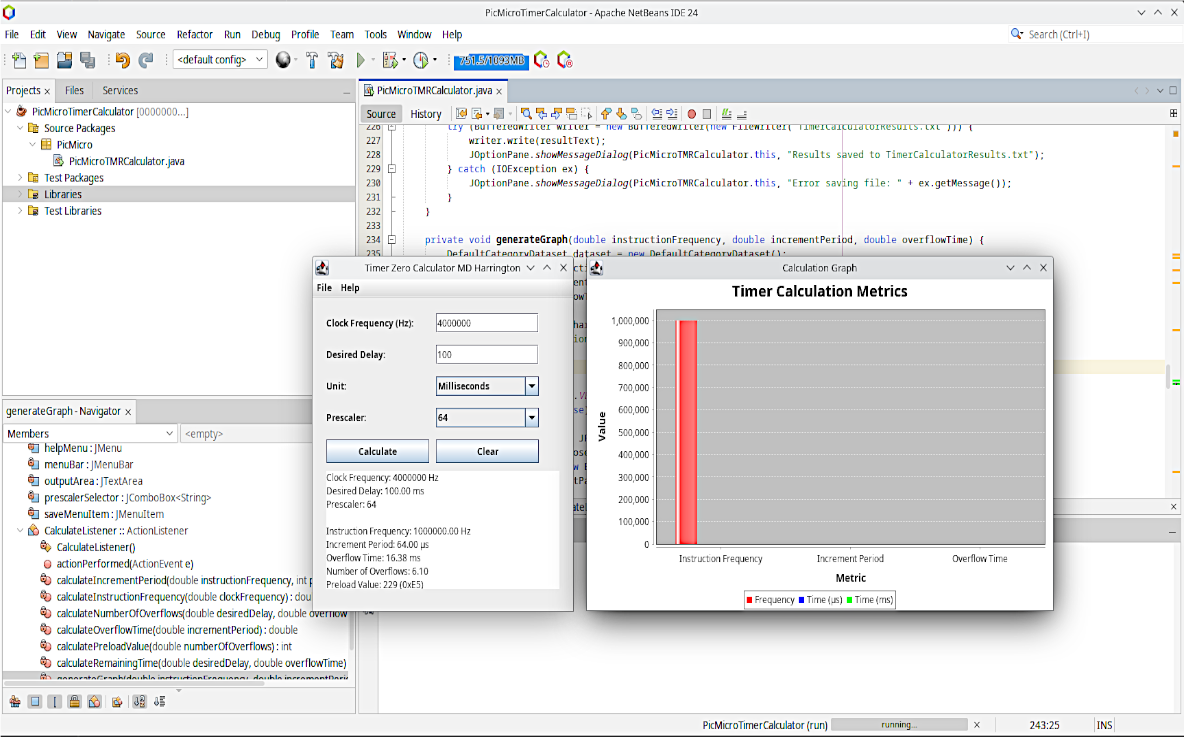 PicMicroTimerCalculator - Apache NetBeans IDE 24
File Edit View Navigate Source Refactor Run Debug Profile Team Tools Window Help
Search (Ctrl+I)
<default config>
751.5/1093MB
Projects x Files Services
PicMicroTimerCalculator [0000000...]
Source Packages
PicMicro
PicMicroTMRCalculator.java
Test Packages
Libraries
Test Libraries
generateGraph - Navigator x
Members
<empty>
helpMenu : JMenu
menuBar : JMenuBar
outputArea : JTextArea
prescalerSelector : JComboBox<String>
saveMenuItem : JMenuItem
CalculateListener :: ActionListener
CalculateListener()
actionPerformed(ActionEvent e)
calculateIncrementPeriod(double instructionFrequency, int p
calculateInstructionFrequency(double clockFrequency) : dou
calculateNumberOfOverflows(double desiredDelay, double overflow
calculateOverflowTime(double incrementPeriod) : double
calculatePreloadValue(double numberOfOverflows) : int
calculateRemainingTime(double desiredDelay, double overflowTime)
generateGraph(double instructionFrequency, double incrementPerio
PicMicroTMRCalculator.java x
Source History
226 try (BufferedWriter writer = new BufferedWriter(new FileWriter("TimerCalculatorResults.txt"))) {
227 writer.write(resultText);
228 JOptionPane.showMessageDialog(PicMicroTMRCalculator.this, "Results saved to TimerCalculatorResults.txt");
229 } catch (IOException ex) {
230 JOptionPane.showMessageDialog(PicMicroTMRCalculator.this, "Error saving file: " + ex.getMessage());
231 }
232 }
233
234 private void generateGraph(double instructionFrequency, double incrementPeriod, double overflowTime) {
235 DefaultCategoryDataset dataset = new DefaultCategoryDataset();
Timer Zero Calculator MD Harrington
File Help
Clock Frequency (Hz): 4000000
Desired Delay: 100
Unit: Milliseconds
Prescaler: 64
Calculate Clear
Clock Frequency: 4000000 Hz
Desired Delay: 100.00 ms
Prescaler: 64
Instruction Frequency: 1000000.00 Hz
Increment Period: 64.00 µs
Overflow Time: 16.38 ms
Number of Overflows: 6.10
Preload Value: 229 (0xE5)
Calculation Graph
Timer Calculation Metrics
1,000,000
900,000
800,000
700,000
600,000
500,000
400,000
300,000
200,000
100,000
0
Value
Instruction Frequency Increment Period Overflow Time
Metric
Frequency Time (µs) Time (ms)
PicMicroTimerCalculator (run) running... 243:25 INS